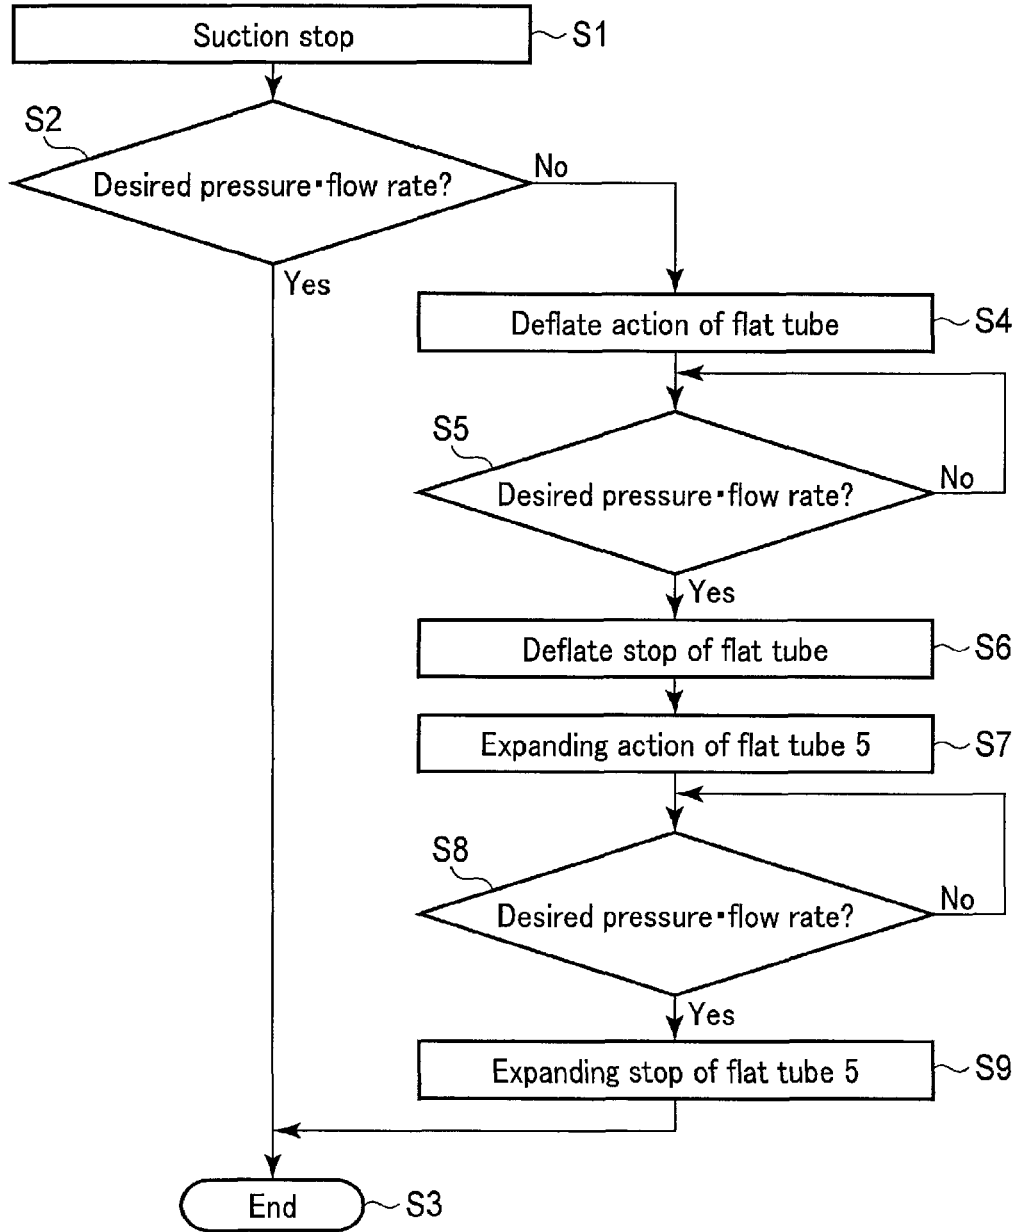 Suction stop
S1
S2
Desired pressure▪flow rate?
No
Yes
Deflate action of flat tube
S4
S5
Desired pressure▪flow rate?
No
Yes
Deflate stop of flat tube
S6
Expanding action of flat tube 5
S7
S8
Desired pressure▪flow rate?
No
Yes
Expanding stop of flat tube 5
S9
End
S3